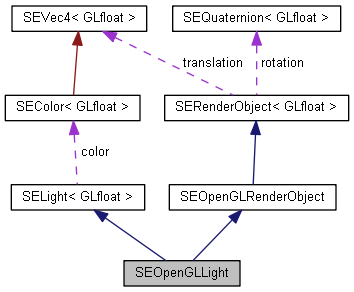 SEVec4< GLfloat >
SEQuaternion< GLfloat >
translation
rotation
SEColor< GLfloat >
SERenderObject< GLfloat >
color
SELight< GLfloat >
SEOpenGLRenderObject
SEOpenGLLight